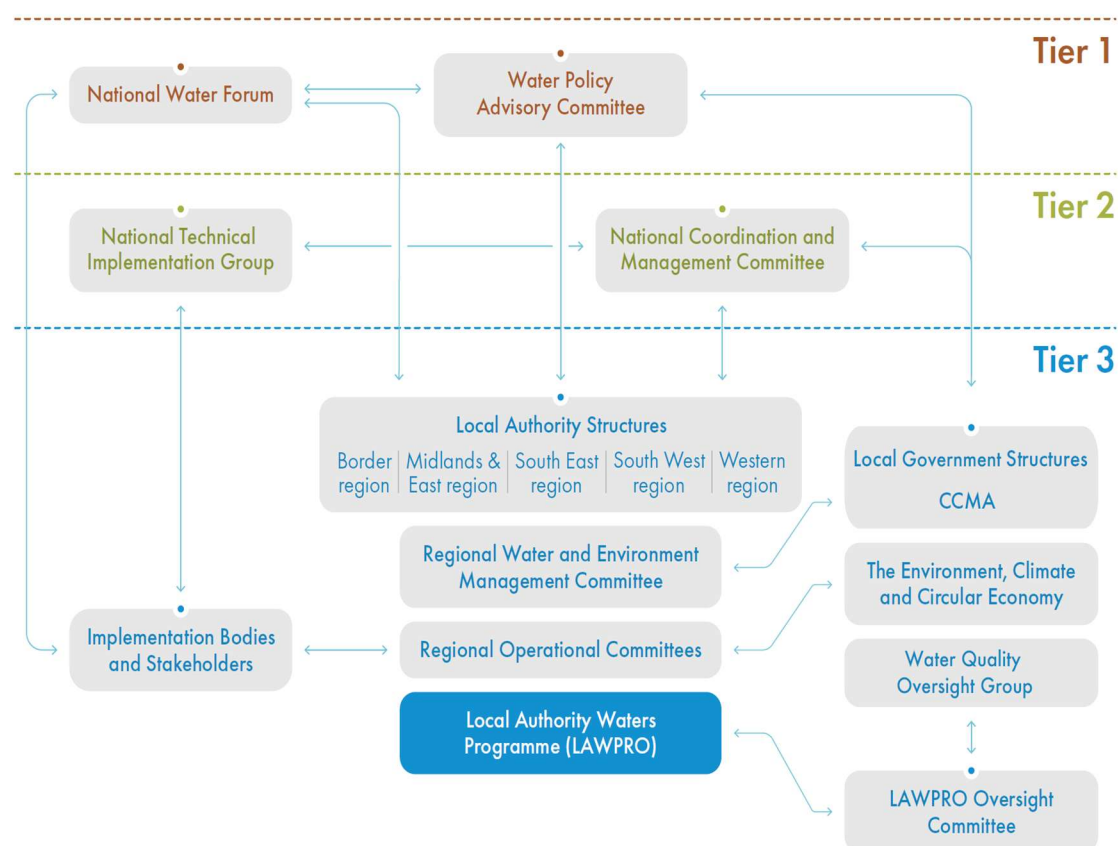 Tier 1
National Water Forum
Water Policy
Advisory Committee
Tier 2
National Technical
Implementation Group
National Coordination and
Management Committee
Tier 3
Local Authority Structures
Border
region
Midlands &
East region
South East
region
South West
region
Western
region
Local Government Structures
CCMA
Regional Water and Environment
Management Committee
The Environment, Climate
and Circular Economy
Implementation Bodies
and Stakeholders
Regional Operational Committees
Water Quality
Oversight Group
Local Authority Waters
Programme (LAWPRO)
LAWPRO Oversight
Committee